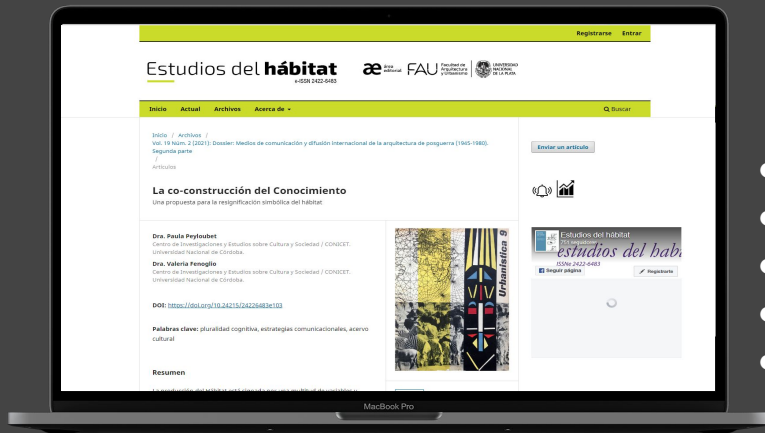 Registrarse Entrar
Estudios del hábitat
e-ISSN 2422-6483
æ área editorial FAU Facultad de Arquitectura y Urbanismo UNIVERSIDAD NACIONAL DE LA PLATA
Inicio Actual Archivos Acerca de Buscar
Inicio / Archivos /
Vol. 19 Núm. 2 (2021): Dossier: Medios de comunicación y difusión internacional de la arquitectura de posguerra (1945-1980).
Segunda parte
/
Artículos
La co-construcción del Conocimiento
Una propuesta para la resignificación simbólica del hábitat
Dra. Paula Peyloubet
Centro de Investigaciones y Estudios sobre Cultura y Sociedad / CONICET.
Universidad Nacional de Córdoba.
Dra. Valeria Fenoglio
Centro de Investigaciones y Estudios sobre Cultura y Sociedad / CONICET.
Universidad Nacional de Córdoba.
DOI: https://doi.org/10.24215/24226483e103
Palabras clave: pluralidad cognitiva, estrategias comunicacionales, acervo
cultural
Resumen
Urbanística 9
Enviar un artículo
Estudios del hábitat
seguidores
estudios del hab
ISSNe 2422-6483
Seguir página Registrarte
MacBook Pro